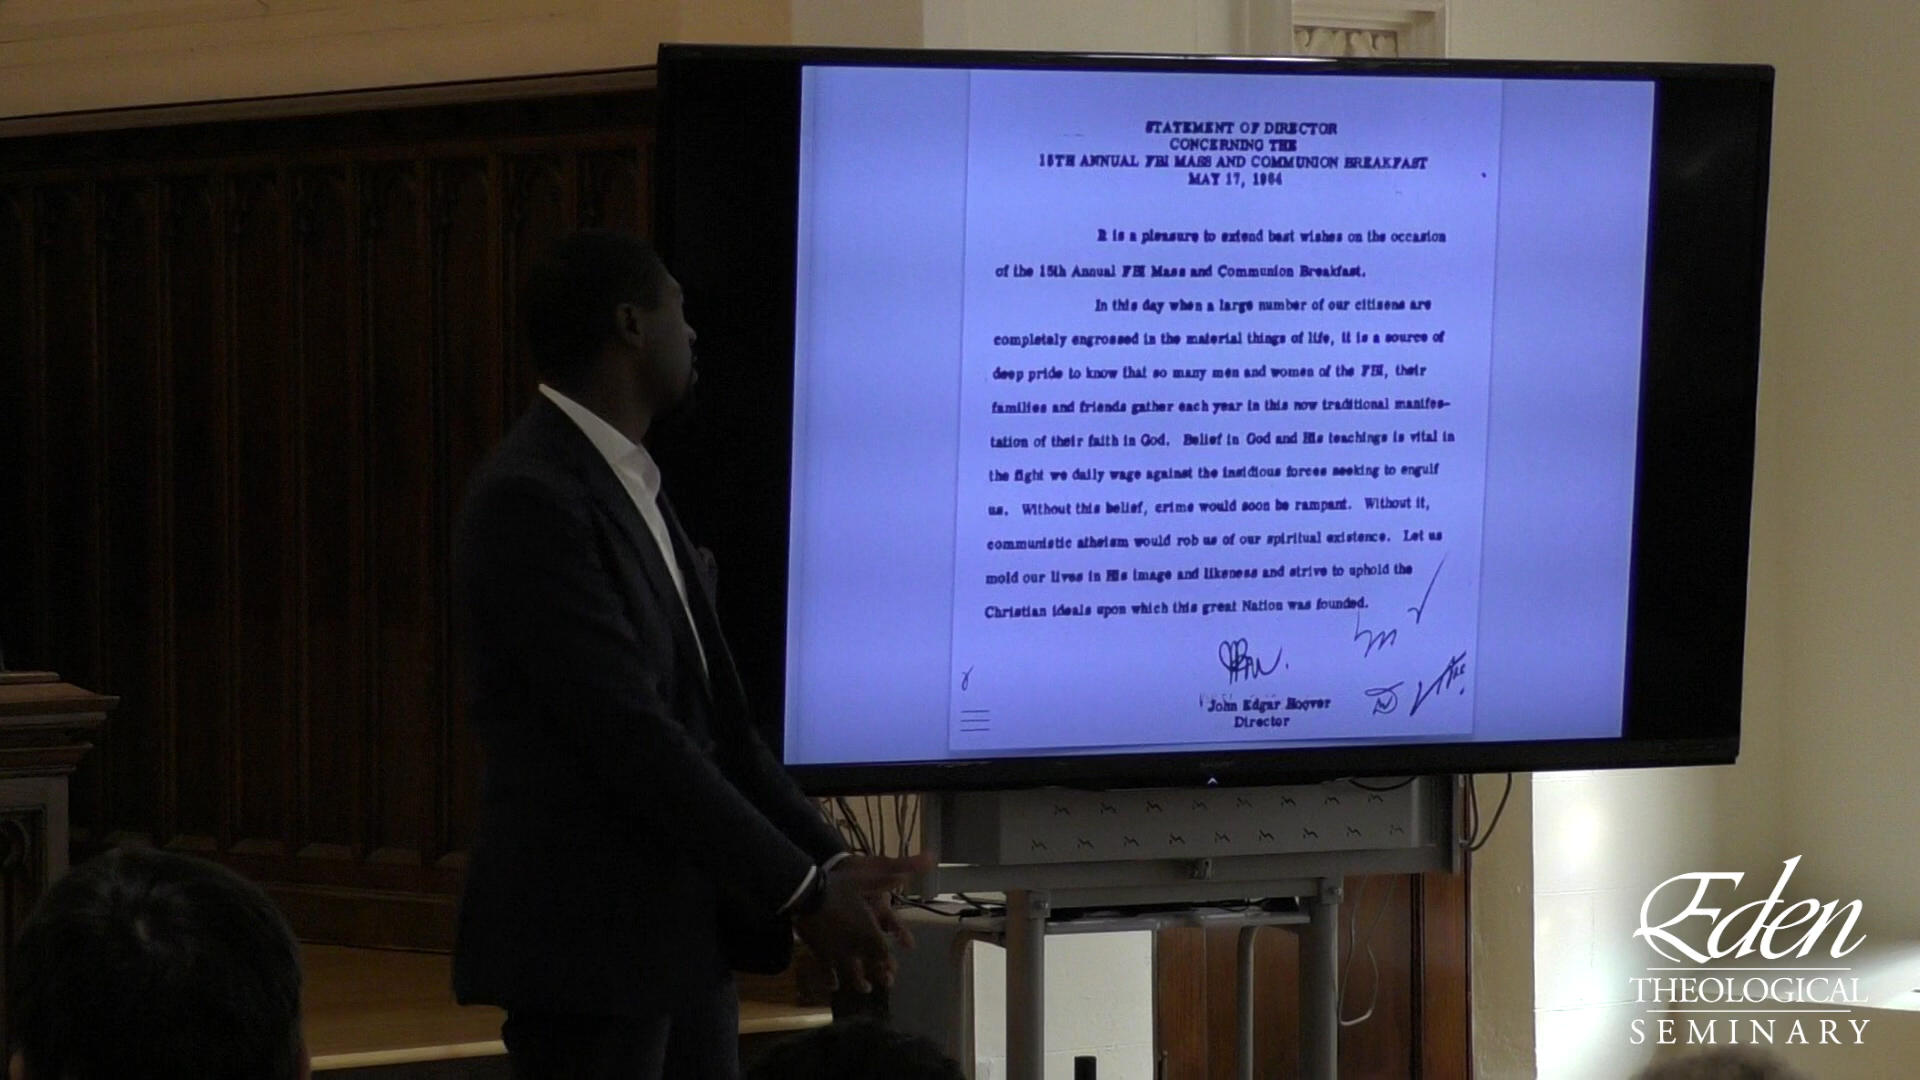 STATEMENT OF DIRECTOR
CONCERNING THE
15TH ANNUAL FBI MASS AND COMMUNION BREAKFAST
MAY 17, 1964
It is a pleasure to extend best wishes on the occasion
of the 15th Annual FBI Mass and Communion Breakfast.
In this day when a large number of our citizens are
completely engrossed in the material things of life, it is a source of
deep pride to know that so many men and women of the FBI, their
families and friends gather each year in this now traditional manifes-
tation of their faith in God. Belief in God and His teachings is vital in
the fight we daily wage against the insidious forces seeking to engulf
us. Without this belief, crime would soon be rampant. Without it,
communistic atheism would rob us of our spiritual existence. Let us
mold our lives in His image and likeness and strive to uphold the
Christian ideals upon which this great Nation was founded.
John Edgar Hoover
Director
Eden
THEOLOGICAL
SEMINARY